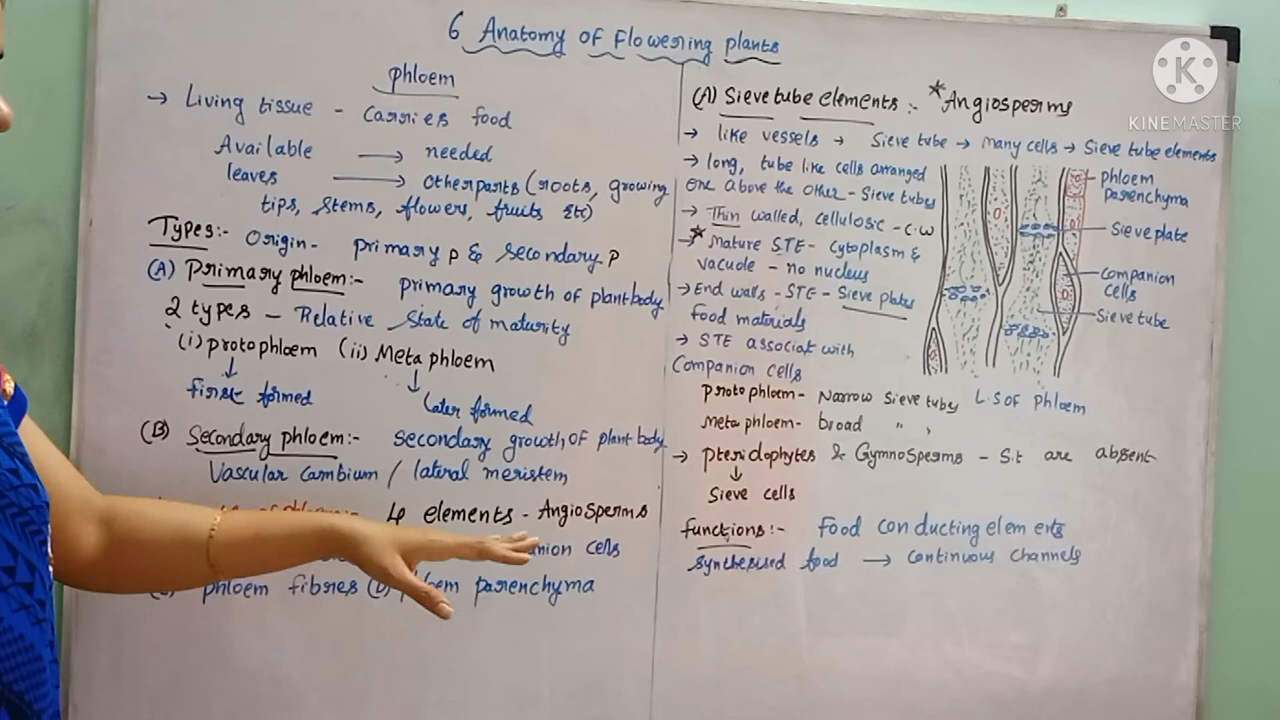 6 Anatomy of Flowering plants
phloem
→ Living tissue - Carries food
Available → needed
leaves → Other parts (roots, growing
tips, stems, flowers, fruits Etc)
Types:- Origin - primary p & secondary p
(A) Primary phloem:- primary growth of plant body
2 types - Relative state of maturity
(i) protophloem (ii) Meta phloem
↓ ↓
first formed Later formed
(B) Secondary phloem:- secondary growth of plant body
Vascular cambium / lateral meristem
4 elements - Angiosperms
cells
phloem fibres (D) parenchyma
(A) Sieve tube elements :- *Angiosperms
→ like vessels → Sieve tube → many cells → Sieve tube elements
→ long, tube like cells arranged
one above the other - Sieve tubes
→ Thin walled, cellulosic - C.W
→ * Mature STE - cytoplasm &
vacuole - no nucleus
→ End walls - STE - Sieve plates
food materials
→ STE associat with
Companion cells
Proto phloem - Narrow sieve tubes
Meta phloem - broad " "
→ pteridophytes & Gymnosperms - S.t are absent
↓
Sieve cells
functions:- Food conducting elements
synthesised food → continuous channels
phloem
parenchyma
Sieve plate
Companion
cells
Sieve tube
L.S OF Phloem
K
KINEMASTER